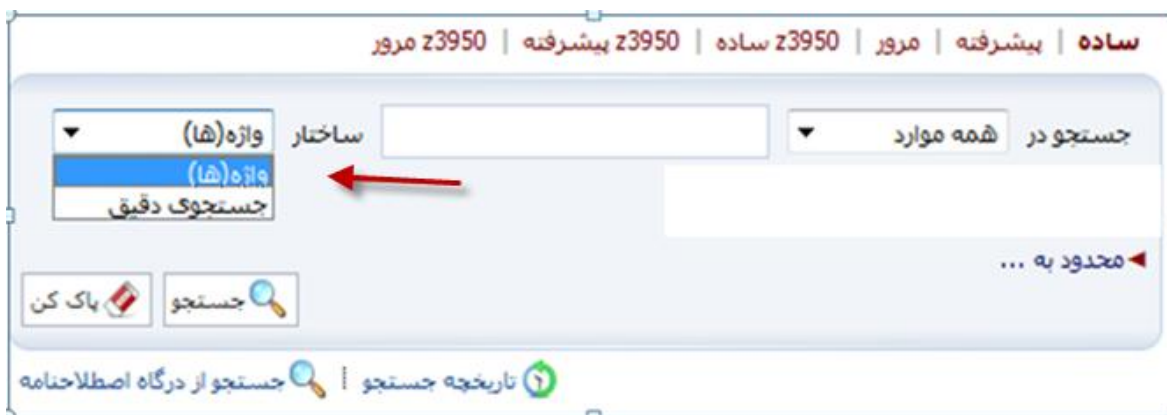 ساده | پیشرفته | مرور | z3950 ساده | z3950 پیشرفته | z3950 مرور
جستجو در همه موارد ساختار واژه(ها)
واژه(ها)
جستجوی دقیق
محدود به ...
جستجو پاک کن
تاریخچه جستجو جستجو از درگاه اصطلاحنامه